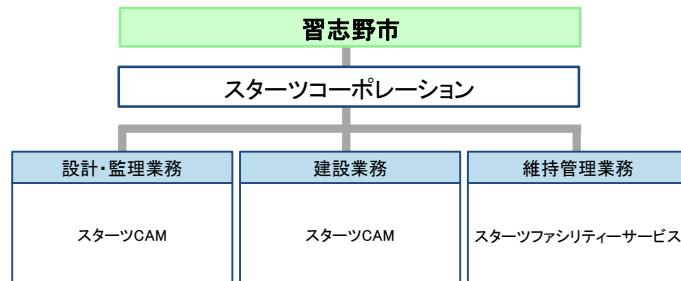 習志野市
スターツコーポレーション
設計・監理業務
建設業務
維持管理業務
スターツCAM
スターツCAM
スターツファシリティーサービス